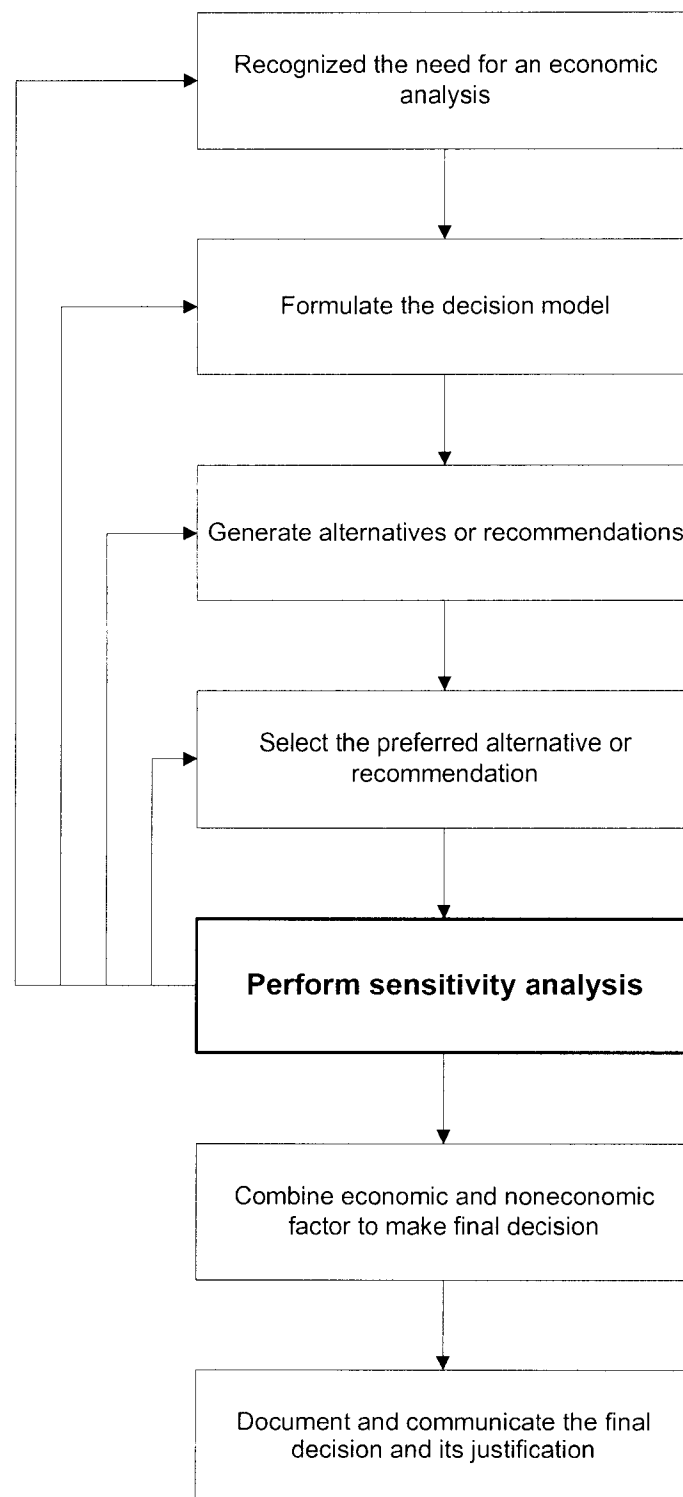 Recognized the need for an economic
analysis
Formulate the decision model
Generate alternatives or recommendations
Select the preferred alternative or
recommendation
Perform sensitivity analysis
Combine economic and noneconomic
factor to make final decision
Document and communicate the final
decision and its justification